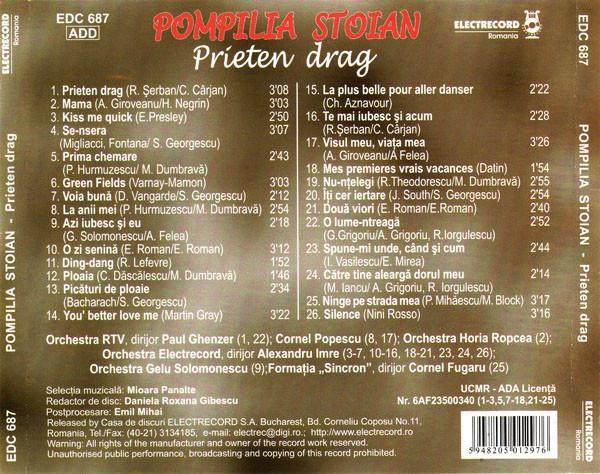 EDC 687
ADD
POMPILIA STOIAN
Prieten drag
ELECTRECORD
Romania
1. Prieten drag (R. Şerban/C. Cârjan) 3'08
2. Mama (A. Giroveanu/H. Negrin) 3'03
3. Kiss me quick (E.Presley) 2'50
4. Se-nsera 3'07
(Migliacci, Fontana/ S. Georgescu)
5. Prima chemare 2'43
(P. Hurmuzescu/ M. Dumbravă)
6. Green Fields (Varnay-Mamon) 3'03
7. Voia bună (D. Vangarde/S. Georgescu) 2'12
8. La anii mei (P. Hurmuzescu/M. Dumbravă) 2'54
9. Azi iubesc şi eu 2'18
(G. Solomonescu/A. Felea)
10. O zi senină (E. Roman/E. Roman) 3'12
11. Ding-dang (R. Lefevre) 1'52
12. Ploaia (C. Dăscălescu/M.Dumbravă) 1'46
13. Picături de ploaie 2'34
(Bacharach/S.Georgescu)
14. You' better love me (Martin Gray) 3'22
15. La plus belle pour aller danser 2'22
(Ch. Aznavour)
16. Te mai iubesc şi acum 2'28
(R.Şerban/C. Cârjan)
17. Visul meu, viaţa mea 3'26
(A. Giroveanu/A Felea)
18. Mes premieres vrais vacances (Datin) 1'54
19. Nu-nţelegi (R.Theodorescu/M. Dumbravă) 2'55
20. Îţi cer iertare (J. South/S. Georgescu) 2'54
21. Două viori (E. Roman/E.Roman) 2'40
22. O lume-ntreagă 2'52
(G.Grigoriu/A. Grigoriu, R.Iorgulescu)
23. Spune-mi unde, când şi cum 2'44
(I. Vasilescu/E. Mirea)
24. Către tine aleargă dorul meu 2'14
(M. Iancu/ A. Grigoriu, R. Iorgulescu)
25. Ninge pe strada mea (P. Mihăescu/M. Block) 3'17
26. Silence (Nini Rosso) 3'16
Orchestra RTV, dirijor Paul Ghenzer (1, 22); Cornel Popescu (8, 17); Orchestra Horia Ropcea (2);
Orchestra Electrecord, dirijor Alexandru Imre (3-7, 10-16, 18-21, 23, 24, 26);
Orchestra Gelu Solomonescu (9);Formaţia „Sincron", dirijor Cornel Fugaru (25)
Selecţia muzicală: Mioara Panaite
Redactor de disc: Daniela Roxana Gibescu
Postprocesare: Emil Mihai
Released by Casa de discuri ELECTRECORD S.A. Bucharest, Bd. Corneliu Coposu No.11,
Romania, Tel./Fax: (40-21) 3134185, e-mail: electrec@digi.ro.; http://www.electrecord.ro
Warning: All rights of the manufacturer and owner of the record work reserved.
Unauthorised public performance, broadcasting and copying of this record prohibited.
UCMR - ADA Licenţă
Nr. 6AF23500340 (1-3,5,7-18,21-25)
5 948205 012976
ELECTRECORD
Romania
POMPILIA STOIAN - Prieten drag
EDC 687
EDC 687
POMPILIA STOIAN - Prieten drag
ELECTRECORD
Romania